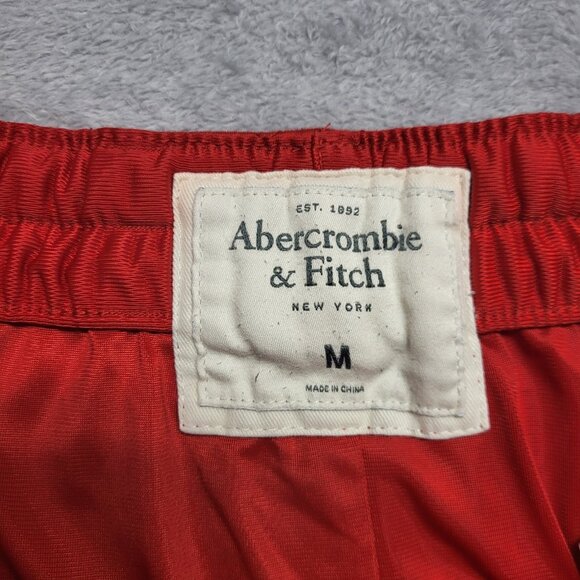 EST. 1892
Abercrombie
& Fitch
NEW YORK
M
MADE IN CHINA